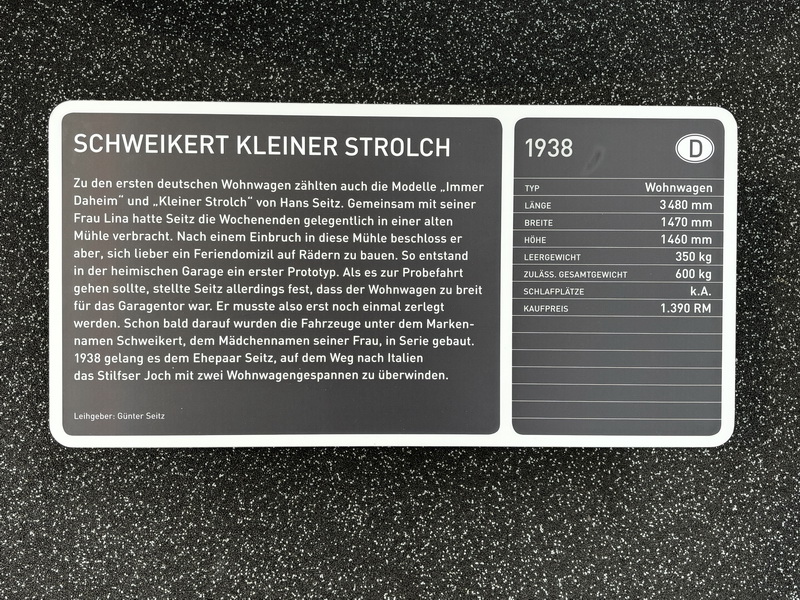 SCHWEIKERT KLEINER STROLCH
Zu den ersten deutschen Wohnwagen zählten auch die Modelle „Immer
Daheim“ und „Kleiner Strolch“ von Hans Seitz. Gemeinsam mit seiner
Frau Lina hatte Seitz die Wochenenden gelegentlich in einer alten
Mühle verbracht. Nach einem Einbruch in diese Mühle beschloss er
aber, sich lieber ein Feriendomizil auf Rädern zu bauen. So entstand
in der heimischen Garage ein erster Prototyp. Als es zur Probefahrt
gehen sollte, stellte Seitz allerdings fest, dass der Wohnwagen zu breit
für das Garagentor war. Er musste also erst noch einmal zerlegt
werden. Schon bald darauf wurden die Fahrzeuge unter dem Marken-
namen Schweikert, dem Mädchennamen seiner Frau, in Serie gebaut.
1938 gelang es dem Ehepaar Seitz, auf dem Weg nach Italien
das Stilfser Joch mit zwei Wohnwagengespannen zu überwinden.
Leihgeber: Günter Seitz
1938 D
TYP Wohnwagen
LÄNGE 3480 mm
BREITE 1470 mm
HÖHE 1460 mm
LEERGEWICHT 350 kg
ZULÄSS. GESAMTGEWICHT 600 kg
SCHLAFPLÄTZE k.A.
KAUFPREIS 1.390 RM